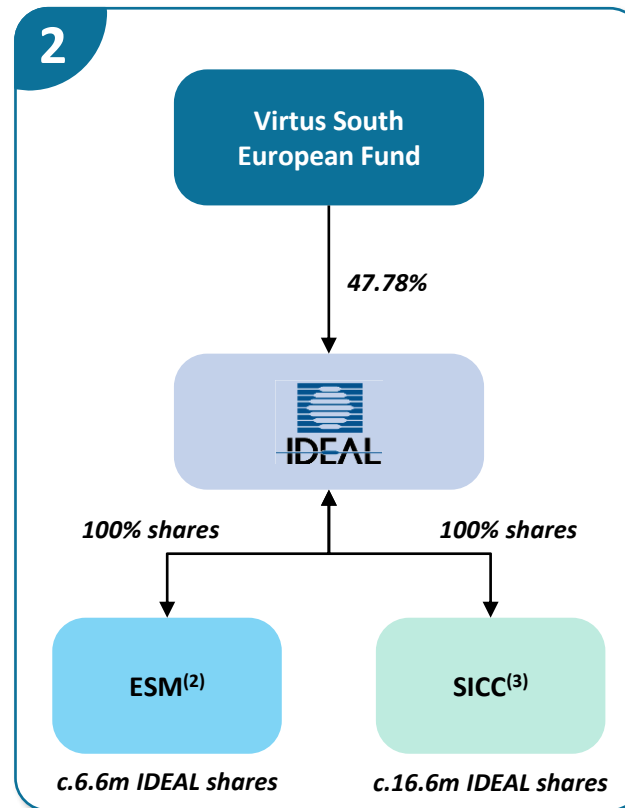 2
Virtus South
European Fund
47.78%
IDEAL
100% shares
100% shares
ESM(2)
SICC(3)
c.6.6m IDEAL shares
c.16.6m IDEAL shares